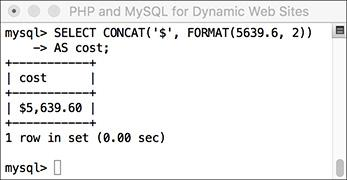 PHP and MySQL for Dynamic Web Sites
mysql> SELECT CONCAT('$', FORMAT(5639.6, 2))
    -> AS cost;
+-----------+
| cost      |
+-----------+
| $5,639.60 |
+-----------+
1 row in set (0.00 sec)

mysql>